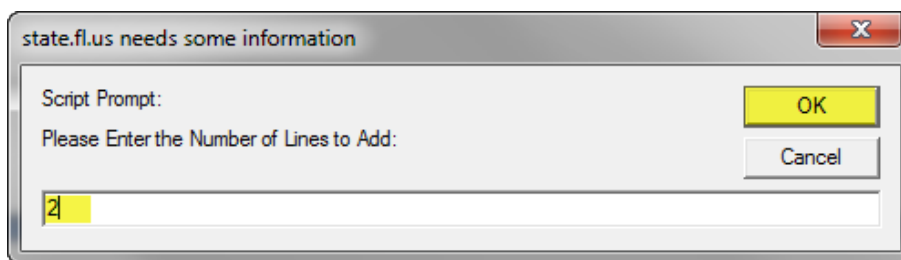 state.fl.us needs some information
Script Prompt:
OK
Please Enter the Number of Lines to Add:
Cancel
2